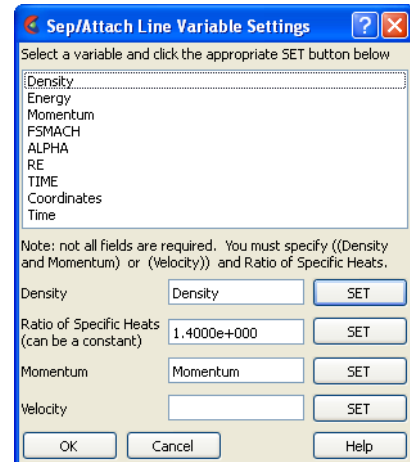 Sep/Attach Line Variable Settings
Select a variable and click the appropriate SET button below
Density
Energy
Momentum
FSMACH
ALPHA
RE
TIME
Coordinates
Time
Note: not all fields are required. You must specify ((Density
and Momentum) or (Velocity)) and Ratio of Specific Heats.
Density Density SET
Ratio of Specific Heats
(can be a constant) 1.4000e+000 SET
Momentum Momentum SET
Velocity SET
OK Cancel Help